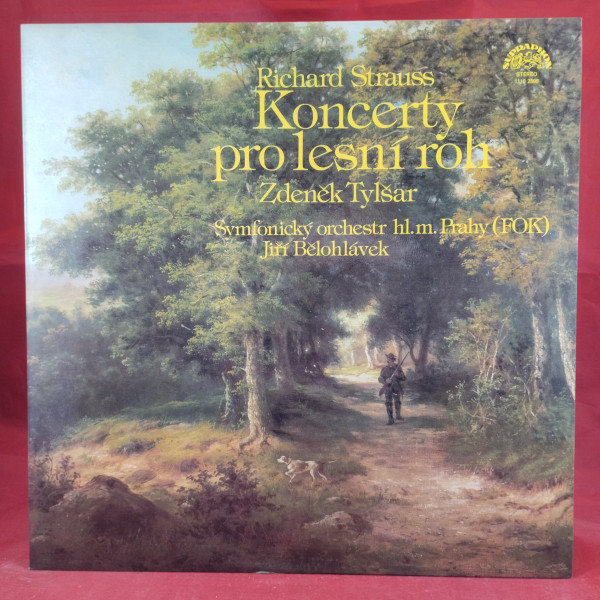 SUPRAPHON
STEREO
Richard Strauss
Koncerty
pro lesní roh
Zdeněk Tylšar
Symfonický orchestr hl. m. Prahy (FOK)
Jiří Bělohlávek